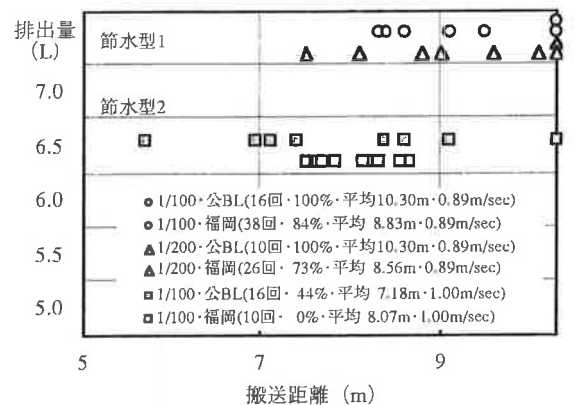 排出量
(L)
節水型1
7.0
節水型2
6.5
6.0
1/100・公BL(16回・100%・平均10.30m・0.89m/sec)
1/100・福岡(38回・84%・平均 8.83m・0.89m/sec)
1/200・公BL(10回・100%・平均10.30m・0.89m/sec)
1/200・福岡(26回・73%・平均 8.56m・0.89m/sec)
1/100・公BL(16回・44%・平均 7.18m・1.00m/sec)
1/100・福岡(10回・ 0%・平均 8.07m・1.00m/sec)
5.5
5.0
5 7 9
搬送距離 (m)